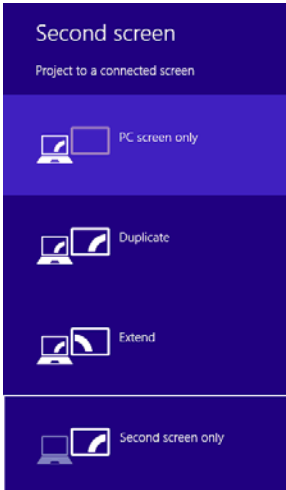 Second screen
Project to a connected screen
PC screen only
Duplicate
Extend
Second screen only